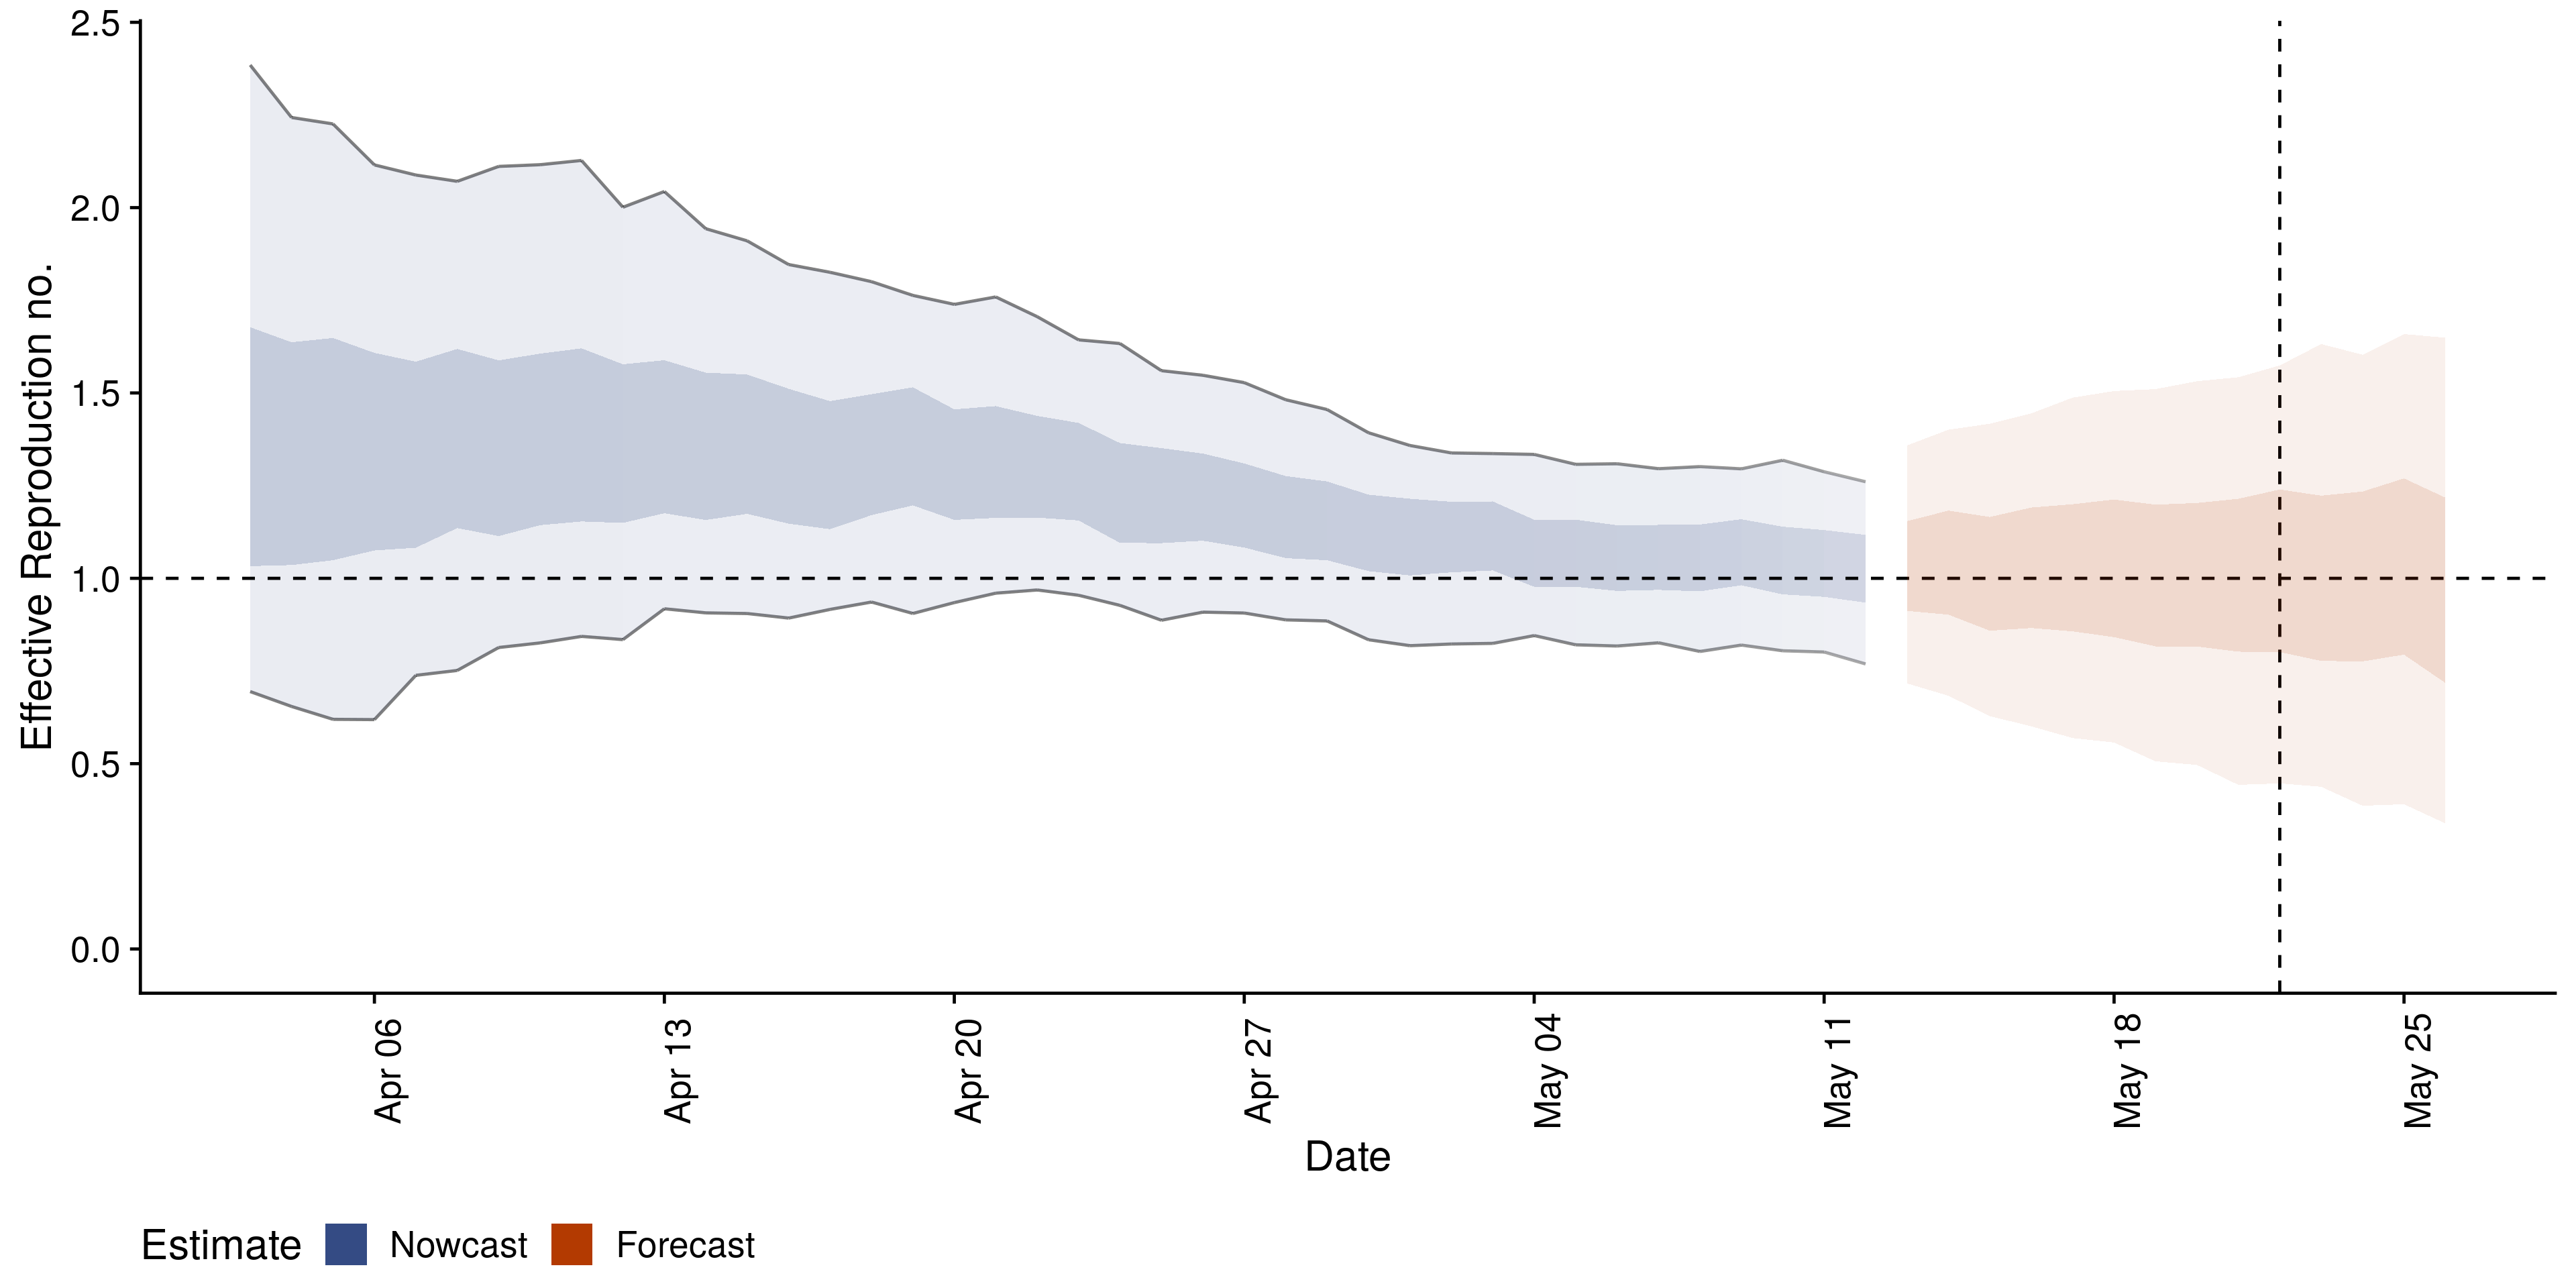 2.5
2.0
1.5
1.0
0.5
0.0
Effective Reproduction no.
Apr 06
Apr 13
Apr 20
Apr 27
May 04
May 11
May 18
May 25
Date
Estimate Nowcast Forecast